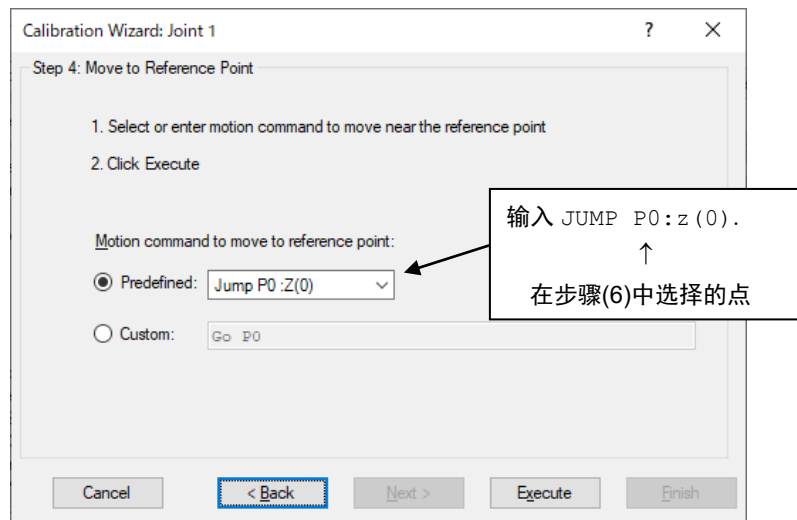 Calibration Wizard: Joint 1
Step 4: Move to Reference Point
1. Select or enter motion command to move near the reference point
2. Click Execute
输入 JUMP P0:z(0).
↑
在步骤(6)中选择的点
Motion command to move to reference point:
Predefined: Jump P0 :Z(0)
Custom: Go P0
Cancel < Back Next > Execute Finish